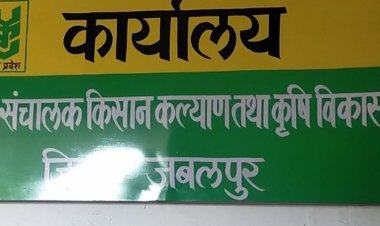 कार्यालय
प्रदेश
संचालक किसान कल्याण तथा कृषि विकास
जबलपुर